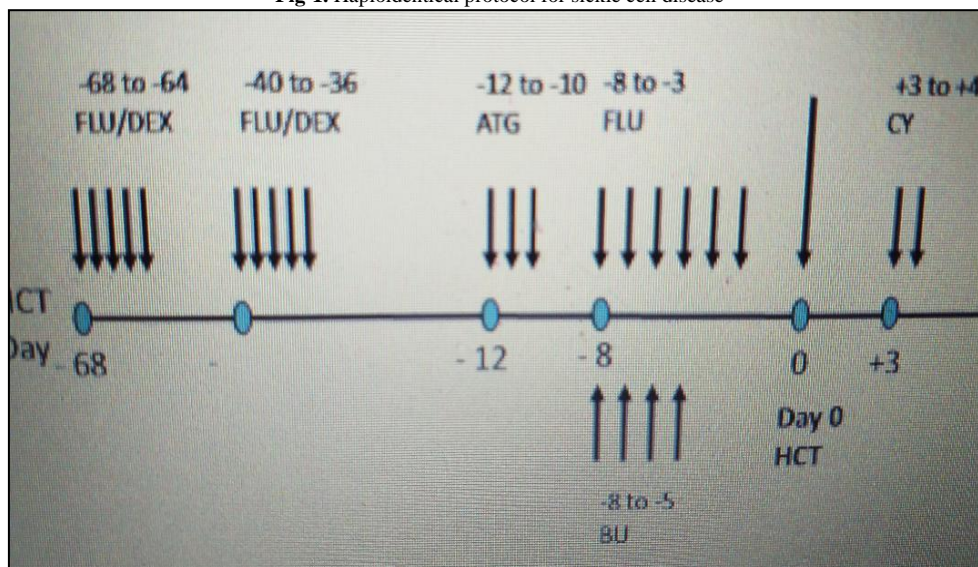 Fig 1. Haploidentical protocol for sickle cell disease
-68 to -64 -40 to -36 -12 to -10 -8 to -3 +3 to +4
FLU/DEX FLU/DEX ATG FLU CY
Day - 68 - - 12 - 8 0 +3
Day 0
HCT
-8 to -5
BU